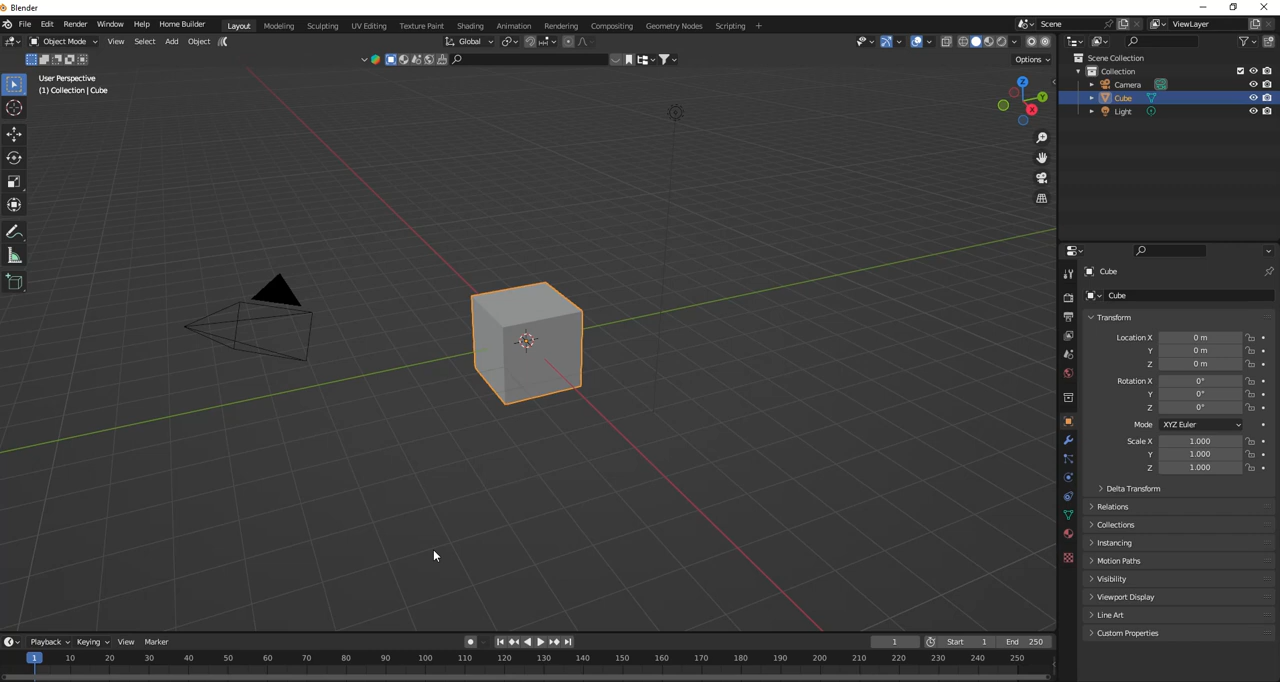 Blender
File Edit Render Window Help Home Builder Layout Modeling Sculpting UV Editing Texture Paint Shading Animation Rendering Compositing Geometry Nodes Scripting + Scene ViewLayer
Object Mode View Select Add Object Global
Options
User Perspective
(1) Collection | Cube
Z
Y
X
Scene Collection
Collection
Camera
Cube
Light
Cube
Cube
Transform
Location X 0 m
Y 0 m
Z 0 m
Rotation X 0°
Y 0°
Z 0°
Mode XYZ Euler
Scale X 1.000
Y 1.000
Z 1.000
Delta Transform
Relations
Collections
Instancing
Motion Paths
Visibility
Viewport Display
Line Art
Custom Properties
Playback Keying View Marker 1 Start 1 End 250
1 10 20 30 40 50 60 70 80 90 100 110 120 130 140 150 160 170 180 190 200 210 220 230 240 250